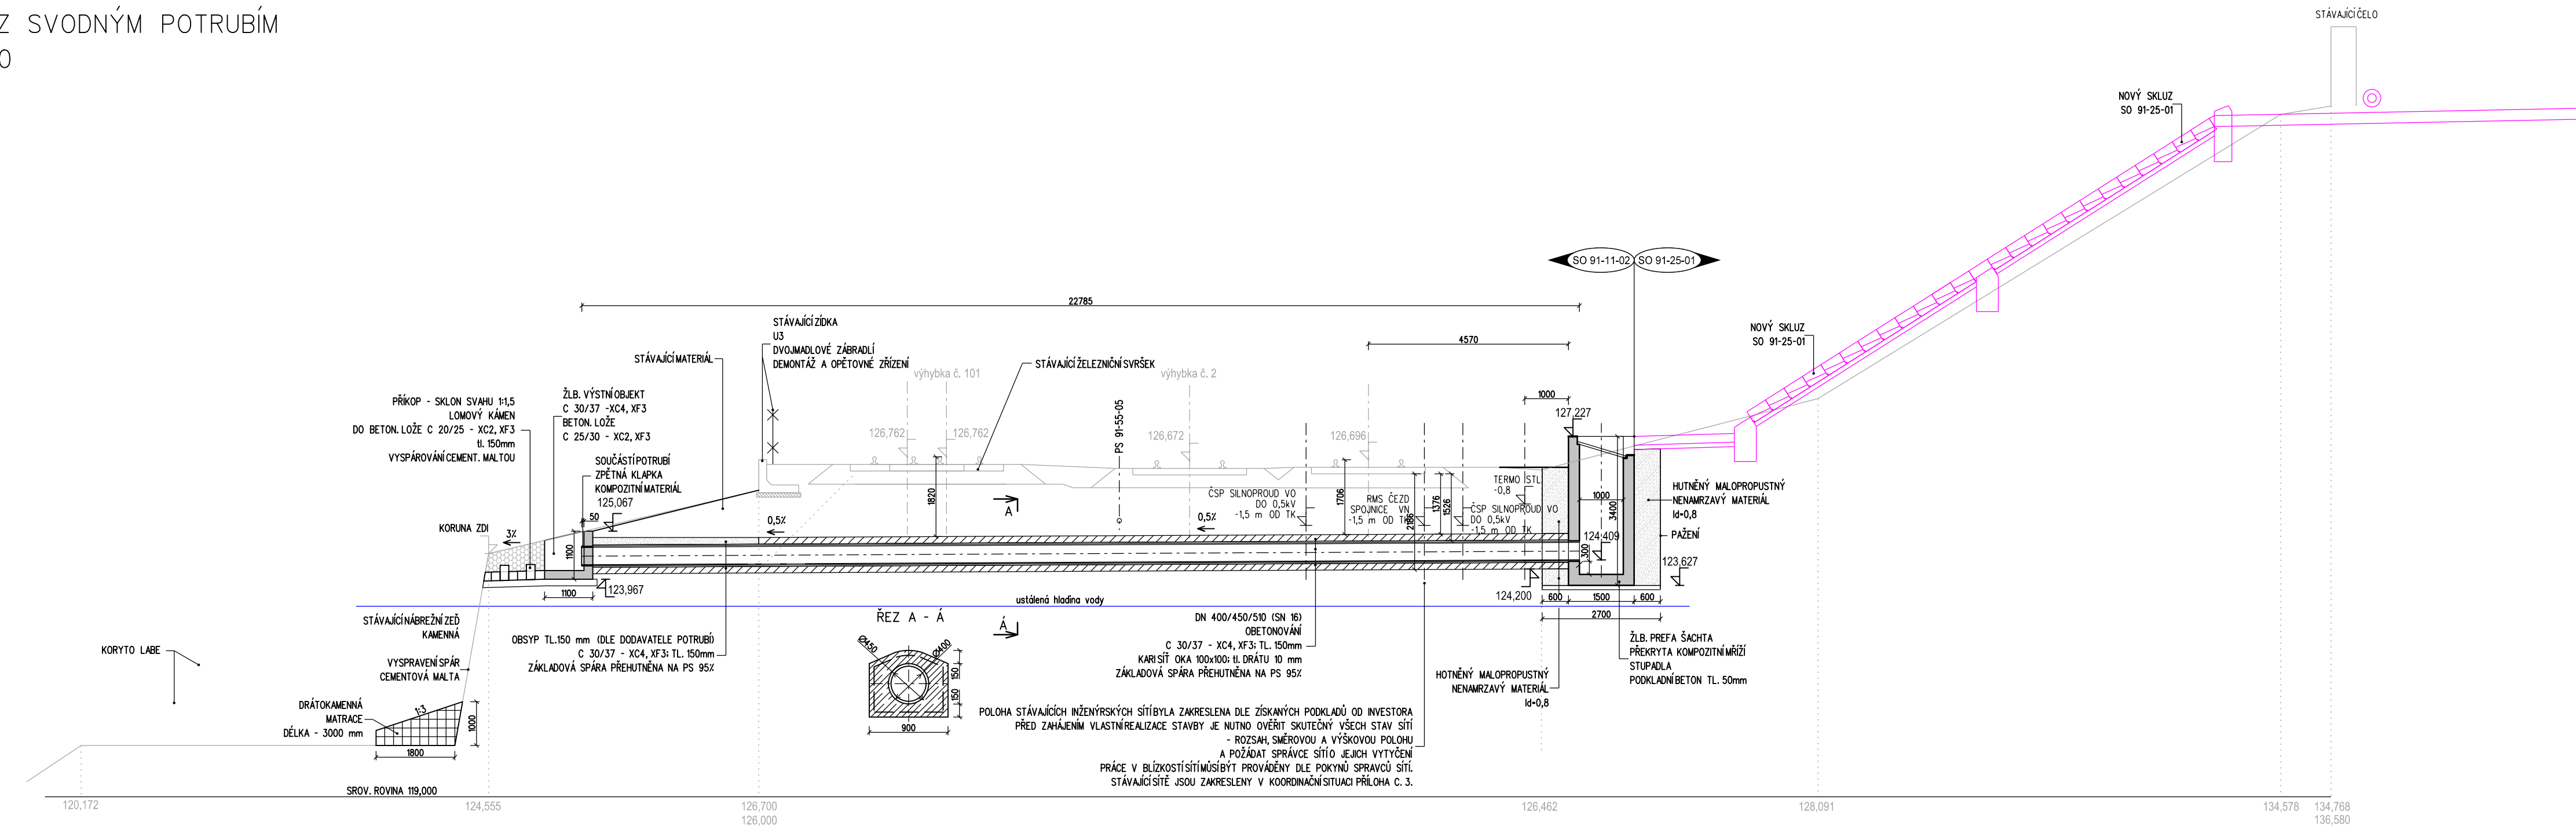 Z SVODNÝM POTRUBÍM
STÁVAJÍCÍ ČELO
NOVÝ SKLUZ
SO 91-25-01
SO 91-11-02
SO 91-25-01
22785
STÁVAJÍCÍ ZÍDKA
U3
DVOJMADLOVÉ ZÁBRADLÍ
DEMONTÁŽ A OPĚTOVNÉ ZŘÍZENÍ
STÁVAJÍCÍ MATERIÁL
STÁVAJÍCÍ ŽELEZNIČNÍ SVRŠEK
4570
NOVÝ SKLUZ
SO 91-25-01
výhybka č. 101
výhybka č. 2
1000
PŘÍKOP - SKLON SVAHU 1:1,5
LOMOVÝ KÁMEN
DO BETON. LOŽE C 20/25 - XC2, XF3
tl. 150mm
VYSPÁROVÁNÍ CEMENT. MALTOU
ŽLB. VÝSTNÍ OBJEKT
C 30/37 -XC4, XF3
BETON. LOŽE
C 25/30 - XC2, XF3
SOUČÁSTÍ POTRUBÍ
ZPĚTNÁ KLAPKA
KOMPOZITNÍ MATERIÁL
125,067
50
PS 91-55-05
127,227
126,762
126,762
126,672
126,696
1820
1706
2186
1376
1526
ČSP SILNOPROUD VO
DO 0,5kV
-1,5 m OD TK
RMS ČEZD
SPOJNICE VN
-1,5 m OD TK
TERMO STL
-0,8
ČSP SILNOPROUD VO
DO 0,5kV
-1,5 m OD TK
1000
3400
124,409
300
HUTNĚNÝ MALOPROPUSTNÝ
NENAMRZAVÝ MATERIÁL
Id=0,8
PAŽENÍ
123,627
KORUNA ZDI
3%
0,5%
0,5%
A
1100
1100
123,967
124,200
600
1500
600
2700
ustálená hladina vody
ŘEZ A - Á
Á
STÁVAJÍCÍ NÁBREŽNÍ ZEĎ
KAMENNÁ
KORYTO LABE
VYSPRAVENÍ SPÁR
CEMENTOVÁ MALTA
OBSYP TL.150 mm (DLE DODAVATELE POTRUBÍ)
C 30/37 - XC4, XF3; TL. 150mm
ZÁKLADOVÁ SPÁRA PŘEHUTNĚNA NA PS 95%
Ø450
Ø400
150
150
900
DN 400/450/510 (SN 16)
OBETONOVÁNÍ
C 30/37 - XC4, XF3; TL. 150mm
KARI SÍŤ OKA 100x100; tl. DRÁTU 10 mm
ZÁKLADOVÁ SPÁRA PŘEHUTNĚNA NA PS 95%
ŽLB. PREFA ŠACHTA
PŘEKRYTA KOMPOZITNÍ MŘÍŽÍ
STUPADLA
PODKLADNÍ BETON TL. 50mm
HOTNĚNÝ MALOPROPUSTNÝ
NENAMRZAVÝ MATERIÁL
Id=0,8
DRÁTOKAMENNÁ
MATRACE
DÉLKA - 3000 mm
1:3
1000
1800
POLOHA STÁVAJÍCÍCH INŽENÝRSKÝCH SÍTÍ BYLA ZAKRESLENA DLE ZÍSKANÝCH PODKLADŮ OD INVESTORA
PŘED ZAHÁJENÍM VLASTNÍ REALIZACE STAVBY JE NUTNO OVĚŘIT SKUTEČNÝ VŠECH STAV SÍTÍ
- ROZSAH, SMĚROVOU A VÝŠKOVOU POLOHU
A POŽÁDAT SPRÁVCE SÍTÍ O JEJICH VYTYČENÍ
PRÁCE V BLÍZKOSTÍ SÍTÍ MŮSÍ BÝT PROVÁDĚNY DLE POKYNŮ SPRAVCŮ SÍTÍ.
STÁVAJÍCÍ SÍTĚ JSOU ZAKRESLENY V KOORDINAČNÍ SITUACI PŘÍLOHA C. 3.
SROV. ROVINA 119,000
120,172
124,555
126,700
126,000
126,462
128,091
134,578
134,768
136,580